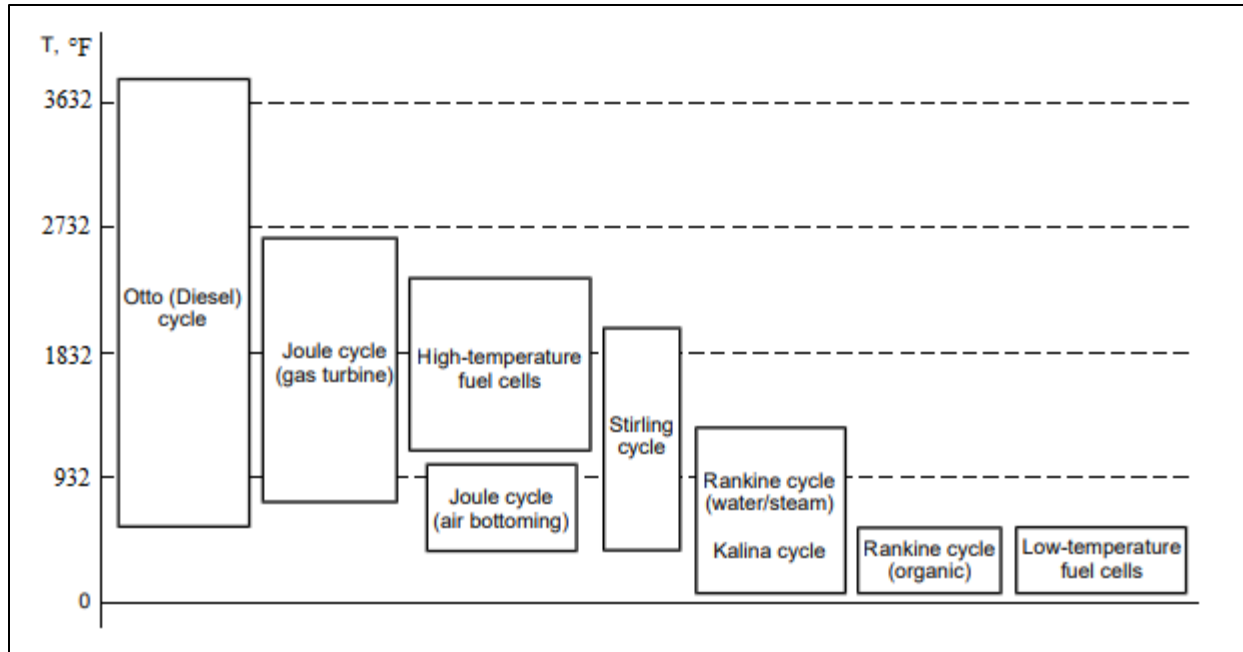 T, °F
3632
2732
1832
932
0
Otto (Diesel)
cycle
Joule cycle
(gas turbine)
High-temperature
fuel cells
Joule cycle
(air bottoming)
Stirling
cycle
Rankine cycle
(water/steam)
Kalina cycle
Rankine cycle
(organic)
Low-temperature
fuel cells